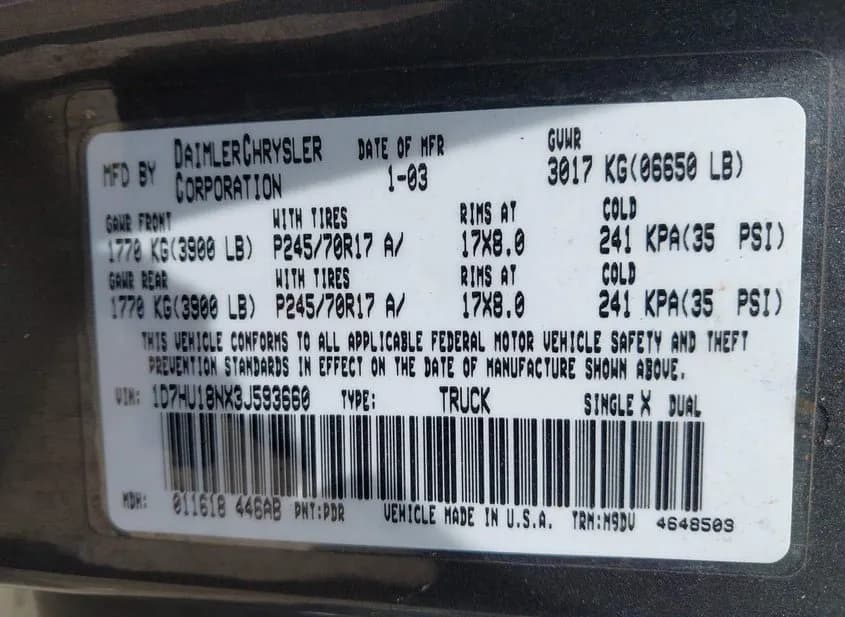 MFD BY DAIMLERCHRYSLER CORPORATION DATE OF MFR 1-03 GVWR 3017 KG(06650 LB)
GAWR FRONT WITH TIRES RIMS AT COLD
1770 KG(3900 LB) P245/70R17 A/ 17X8.0 241 KPA(35 PSI)
GAWR REAR WITH TIRES RIMS AT COLD
1770 KG(3900 LB) P245/70R17 A/ 17X8.0 241 KPA(35 PSI)
THIS VEHICLE CONFORMS TO ALL APPLICABLE FEDERAL MOTOR VEHICLE SAFETY AND THEFT
PREVENTION STANDARDS IN EFFECT ON THE DATE OF MANUFACTURE SHOWN ABOVE.
VIN: 1D7HU18NX3J593660 TYPE: TRUCK SINGLE X DUAL
MDH: 011618 446AB PNT:PDR VEHICLE MADE IN U.S.A. TRM:M9DV 4648503